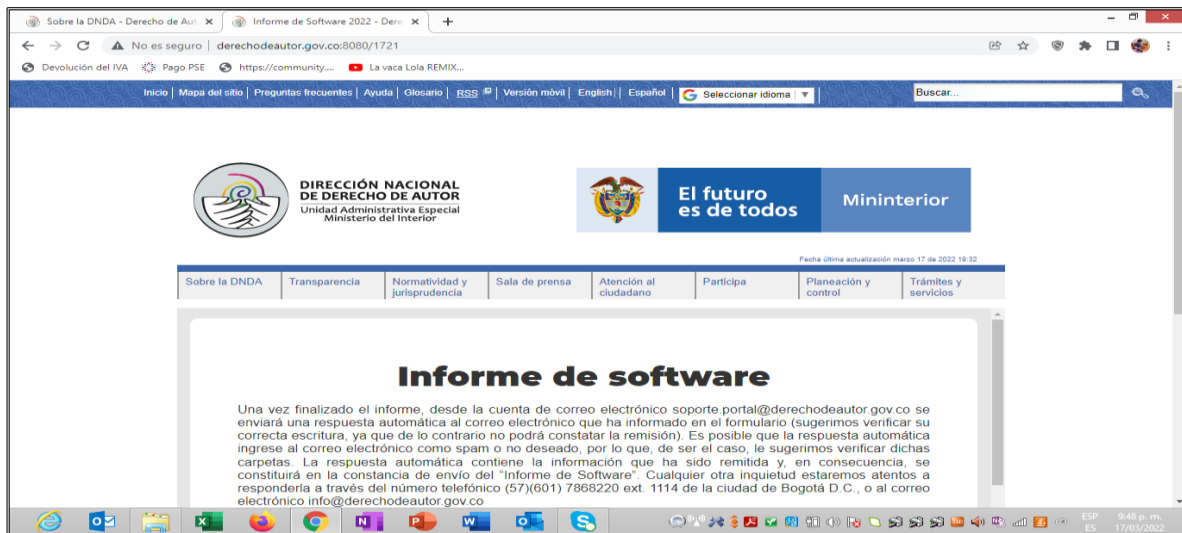 Sobre la DNDA - Derecho de Aut
Informe de Software 2022 - Dere
No es seguro | derechodeautor.gov.co:8080/1721
Devolución del IVA Pago PSE https://community.... La vaca Lola REMIX...
Inicio | Mapa del sitio | Preguntas frecuentes | Ayuda | Glosario | RSS | Versión móvil | English | | Español | Seleccionar idioma | ▼ Buscar...
DIRECCIÓN NACIONAL
DE DERECHO DE AUTOR
Unidad Administrativa Especial
Ministerio del Interior
El futuro
es de todos
Mininterior
Fecha última actualización marzo 17 de 2022 19:32
Sobre la DNDA
Transparencia
Normatividad y
jurisprudencia
Sala de prensa
Atención al
ciudadano
Participa
Planeación y
control
Trámites y
servicios
Informe de software
Una vez finalizado el informe, desde la cuenta de correo electrónico soporte.portal@derechodeautor.gov.co se
enviará una respuesta automática al correo electrónico que ha informado en el formulario (sugerimos verificar su
correcta escritura, ya que de lo contrario no podrá constatar la remisión). Es posible que la respuesta automática
ingrese al correo electrónico como spam o no deseado, por lo que, de ser el caso, le sugerimos verificar dichas
carpetas. La respuesta automática contiene la información que ha sido remitida y, en consecuencia, se
constituirá en la constancia de envío del "Informe de Software". Cualquier otra inquietud estaremos atentos a
responderla a través del número telefónico (57)(601) 7868220 ext. 1114 de la ciudad de Bogotá D.C., o al correo
electrónico info@derechodeautor.gov.co
ESP
ES
9:48 p. m.
17/03/2022